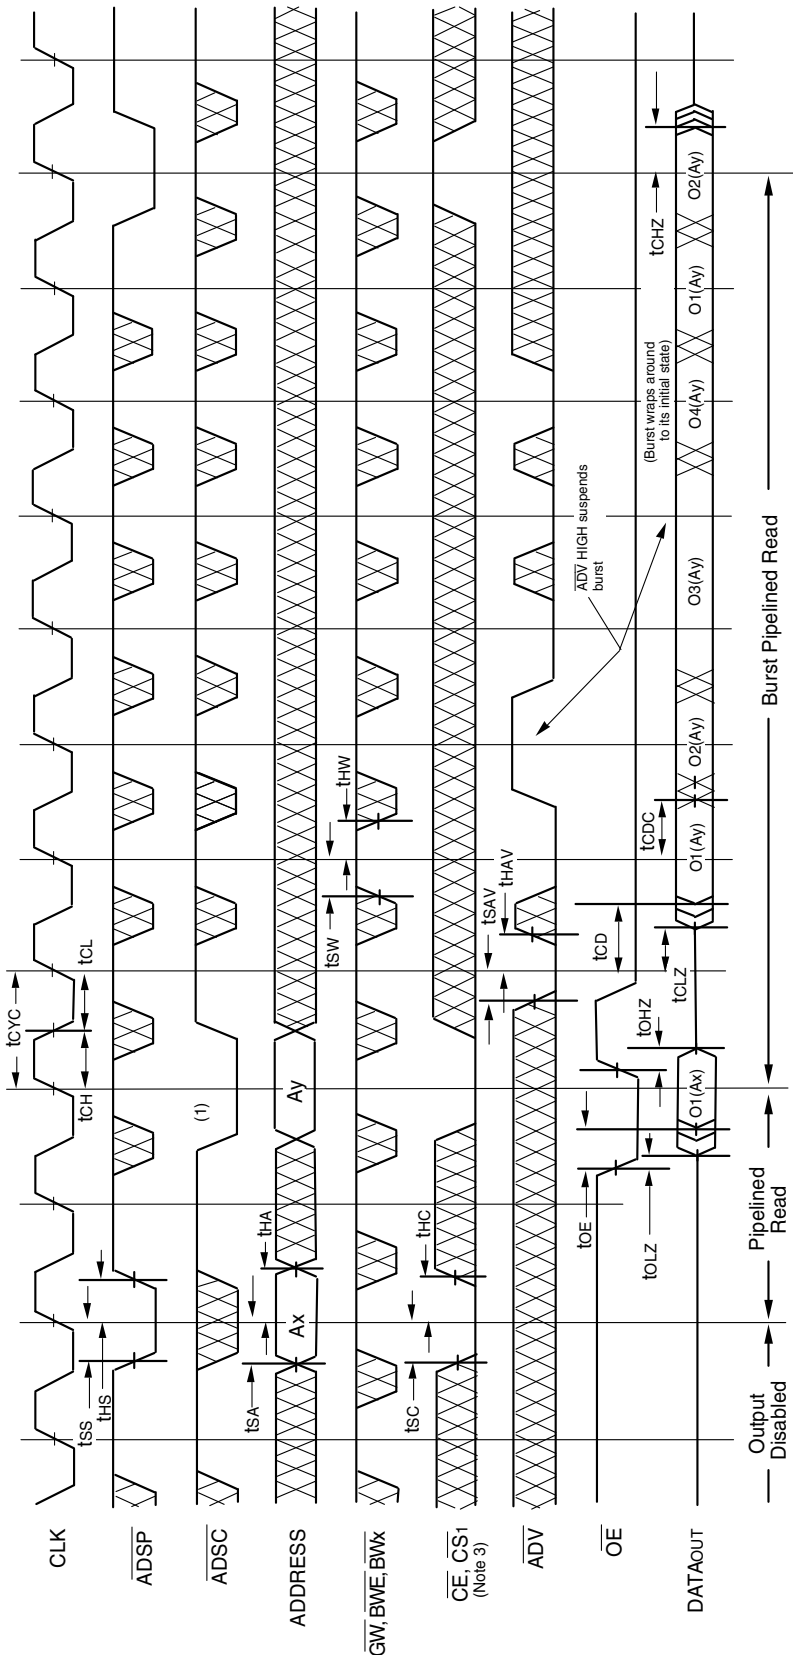 CLK
tCYC
tCH
tCL
ADSP
tSS
tHS
ADSC
(1)
ADDRESS
tSA
tHA
Ax
Ay
GW, BWE, BWx
tSW
tHW
CE, CS1
(Note 3)
tSC
tHC
ADV
tSAV
tHAV
ADV HIGH suspends
burst
OE
tOE
tOLZ
tOHZ
tCD
tCLZ
tCDC
tCHZ
(Burst wraps around
to its initial state)
DATAOUT
O1(Ax)
O1(Ay)
O2(Ay)
O3(Ay)
O4(Ay)
O1(Ay)
O2(Ay)
Output
Disabled
Pipelined
Read
Burst Pipelined Read